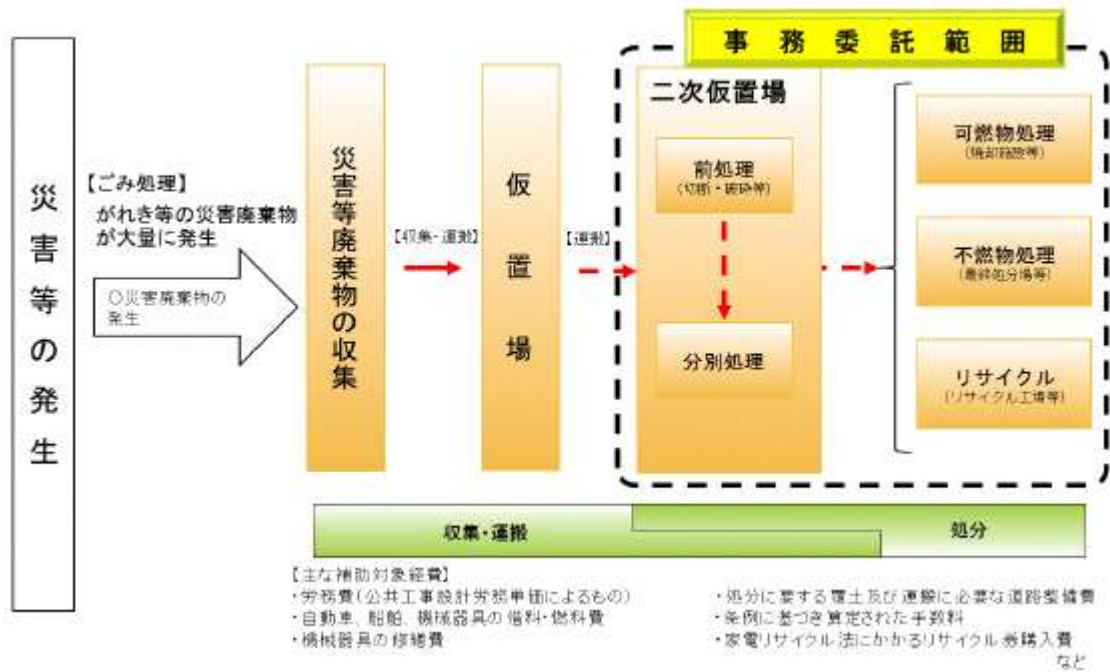 事務委託範囲
災害等の発生
【ごみ処理】
がれき等の災害廃棄物
が大量に発生
○災害廃棄物の
発生
災害等廃棄物の収集
【収集・運搬】
仮置場
【運搬】
二次仮置場
前処理
(切断・破砕等)
分別処理
可燃物処理
(焼却施設等)
不燃物処理
(最終処分場等)
リサイクル
(リサイクル工場等)
収集・運搬
処分
【主な補助対象経費】
・労務費(公共工事設計労務単価によるもの)
・自動車、船舶、機械器具の借料・燃料費
・機械器具の修繕費
・処分に要する覆土及び運搬に必要な道路整備費
・条例に基づき算定された手数料
・家電リサイクル法にかかるリサイクル券購入費
など